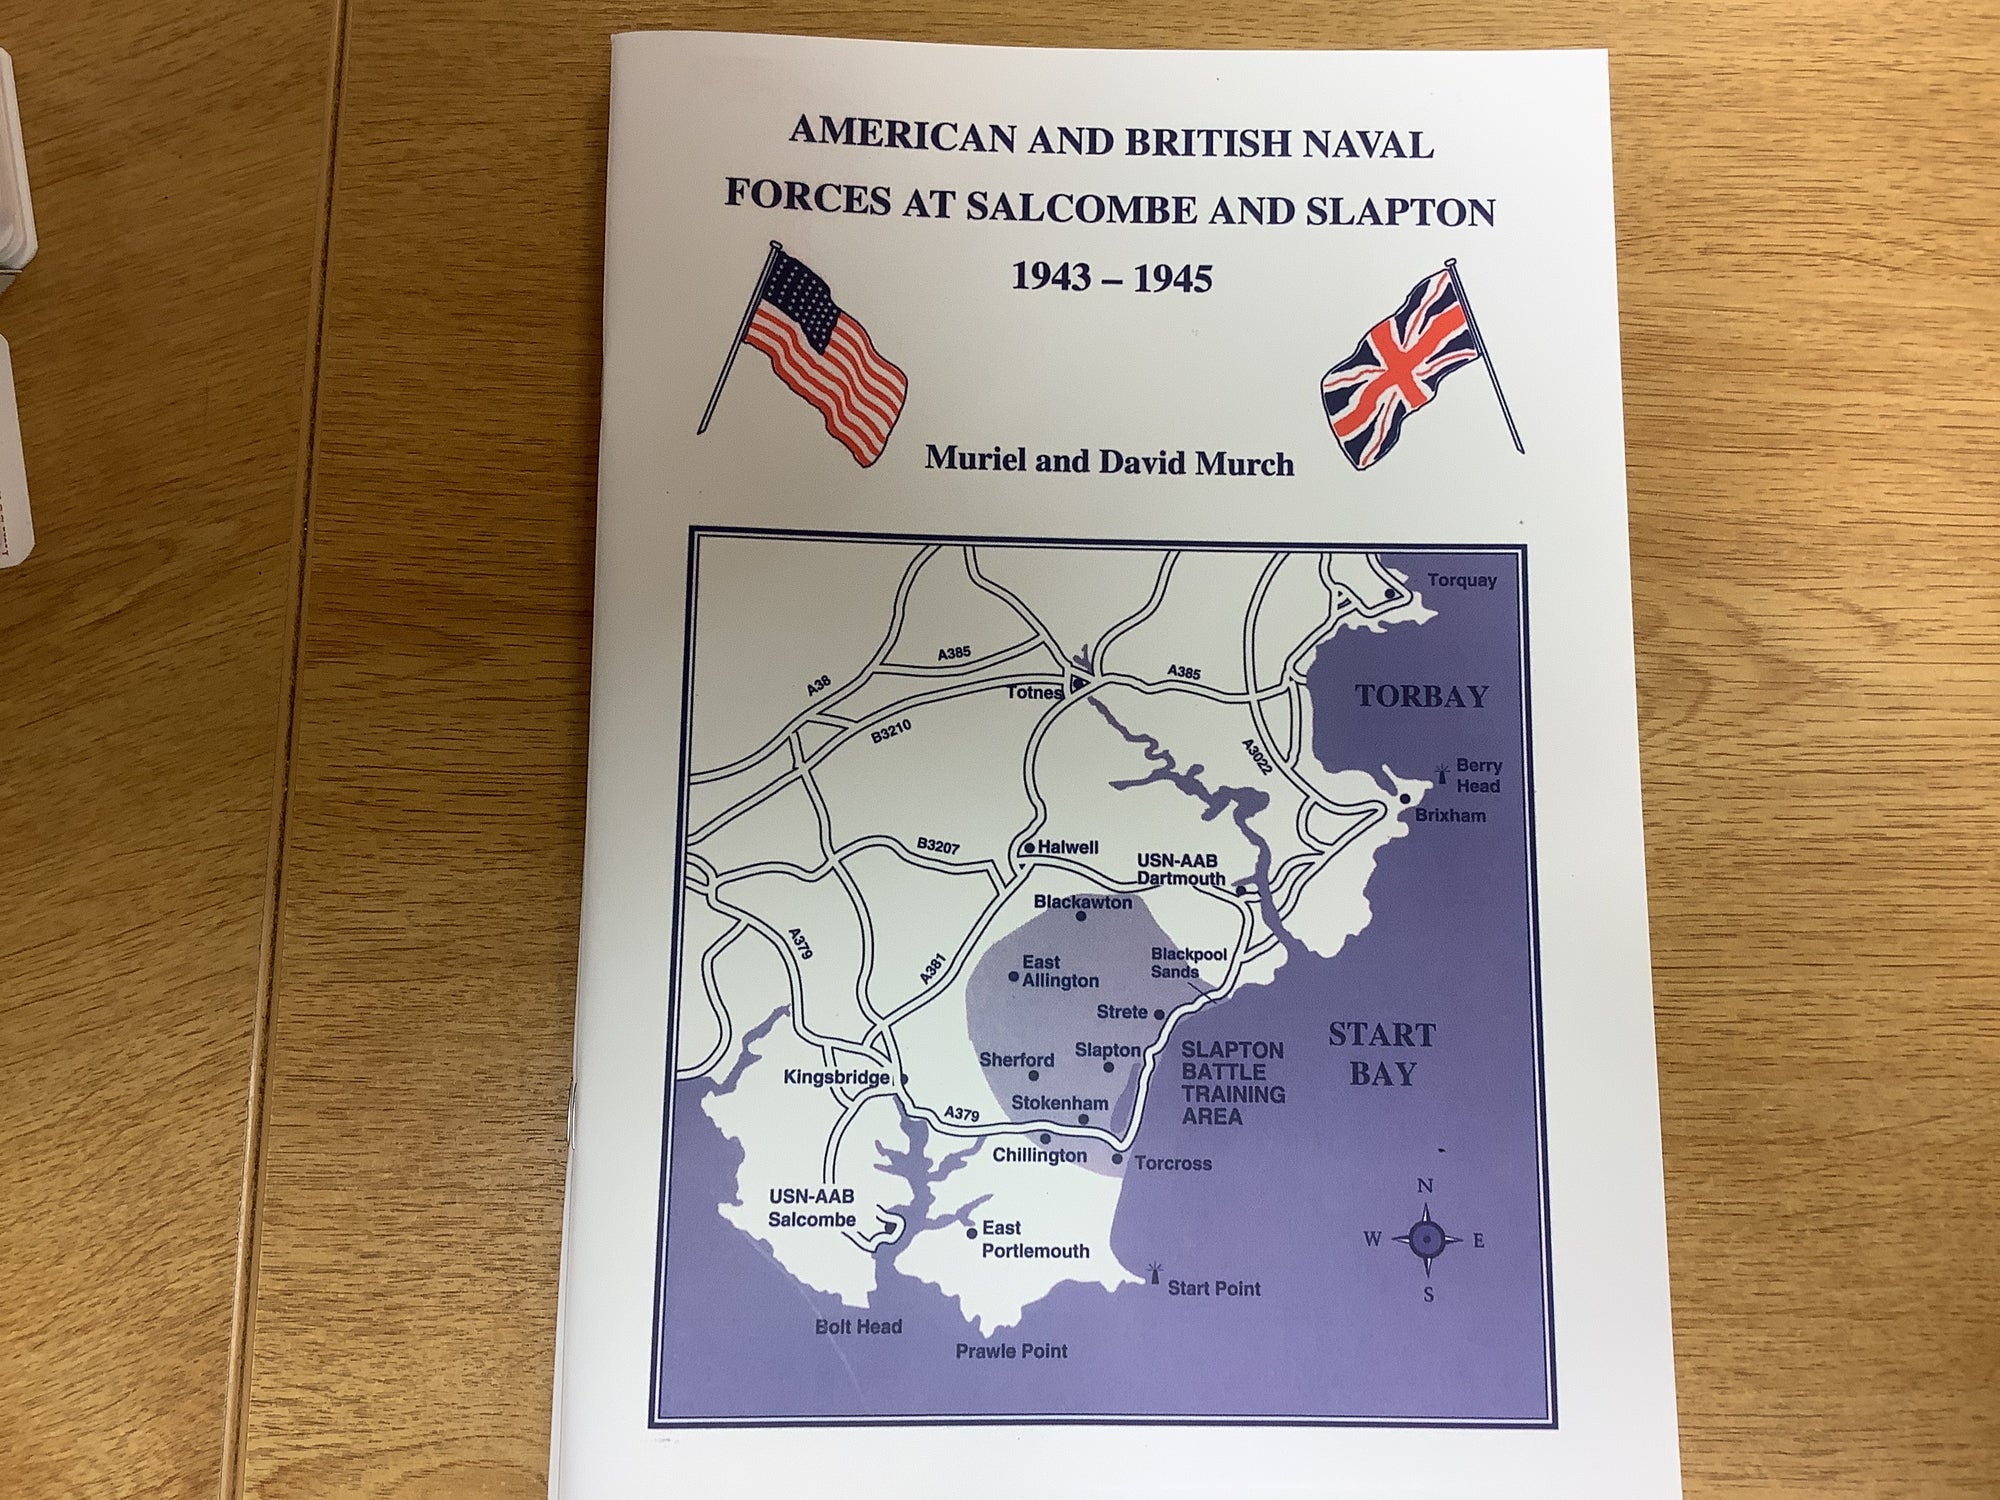 AMERICAN AND BRITISH NAVAL
FORCES AT SALCOMBE AND SLAPTON
1943 – 1945
Muriel and David Murch
Torquay
A385
A38
A385
Totnes
TORBAY
B3210
A3022
Berry
Head
Brixham
B3207
Halwell
USN-AAB
Dartmouth
Blackawton
A379
A381
East
Allington
Blackpool
Sands
Strete
START
BAY
Sherford
Slapton
SLAPTON
BATTLE
TRAINING
AREA
Kingsbridge
Stokenham
A379
Chillington
Torcross
USN-AAB
Salcombe
East
Portlemouth
N
W
E
S
Start Point
Bolt Head
Prawle Point